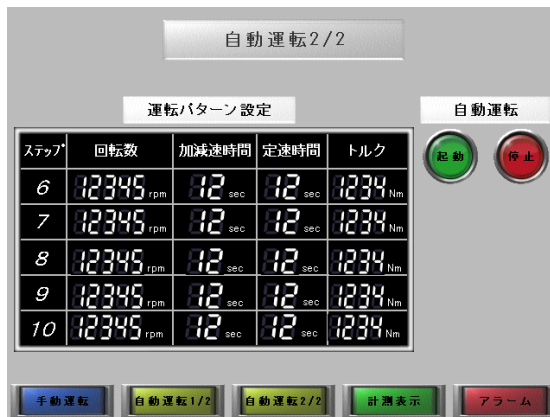 自動運転2/2
運転パターン設定
自動運転
ステップ 回転数 加減速時間 定速時間 トルク
起動 停止
6 12345 rpm 12 sec 12 sec 1234 Nm
7 12345 rpm 12 sec 12 sec 1234 Nm
8 12345 rpm 12 sec 12 sec 1234 Nm
9 12345 rpm 12 sec 12 sec 1234 Nm
10 12345 rpm 12 sec 12 sec 1234 Nm
手動運転 自動運転1/2 自動運転2/2 計測表示 アラーム